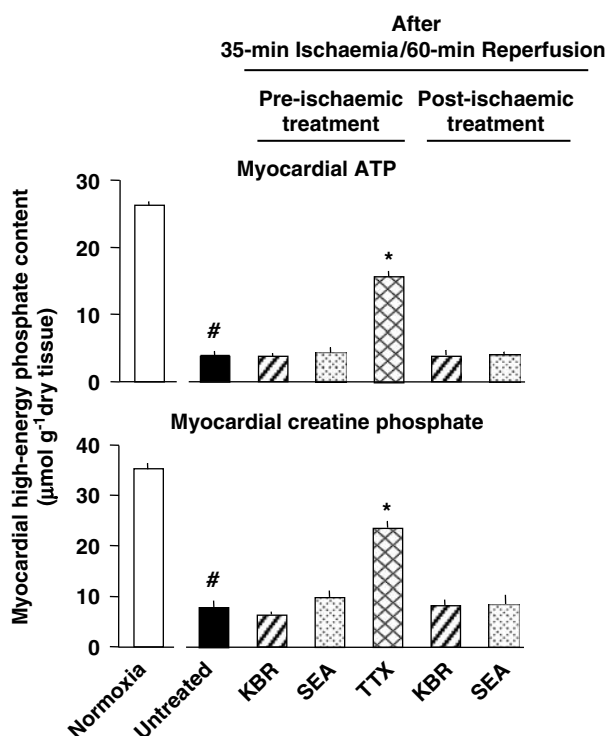 After
35-min Ischaemia/60-min Reperfusion
Pre-ischaemic
treatment
Post-ischaemic
treatment
Myocardial ATP
Myocardial high-energy phosphate content
(μmol g⁻¹dry tissue)
30
20
10
0
#
*
Myocardial creatine phosphate
40
30
20
10
0
#
*
Normoxia
Untreated
KBR
SEA
TTX
KBR
SEA